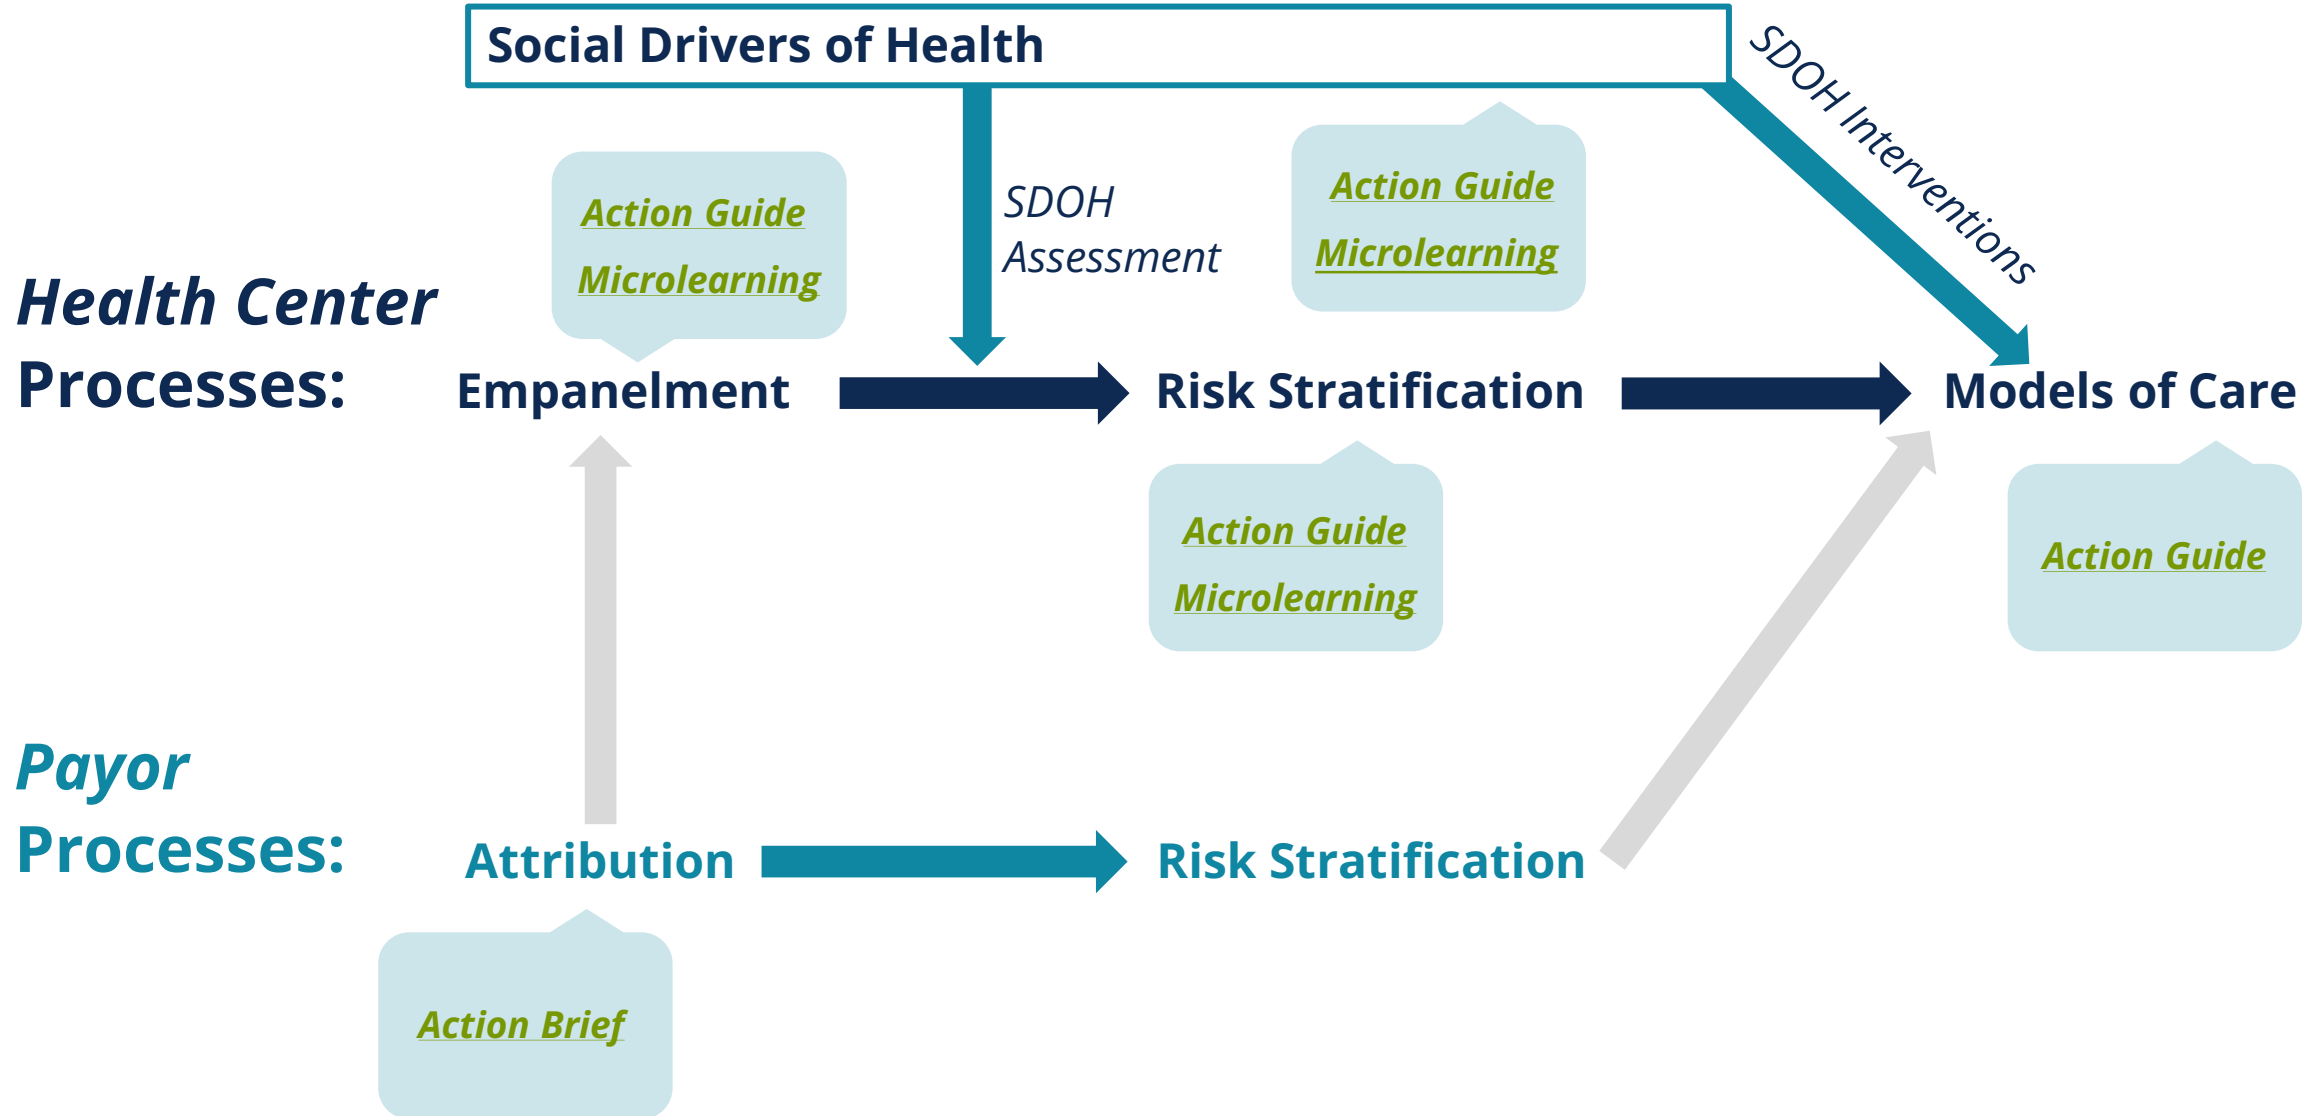 Social Drivers of Health
SDOH Interventions
Action Guide
Microlearning
SDOH
Assessment
Action Guide
Microlearning
Health Center
Processes:
Empanelment
Risk Stratification
Models of Care
Action Guide
Microlearning
Action Guide
Payor
Processes:
Attribution
Risk Stratification
Action Brief